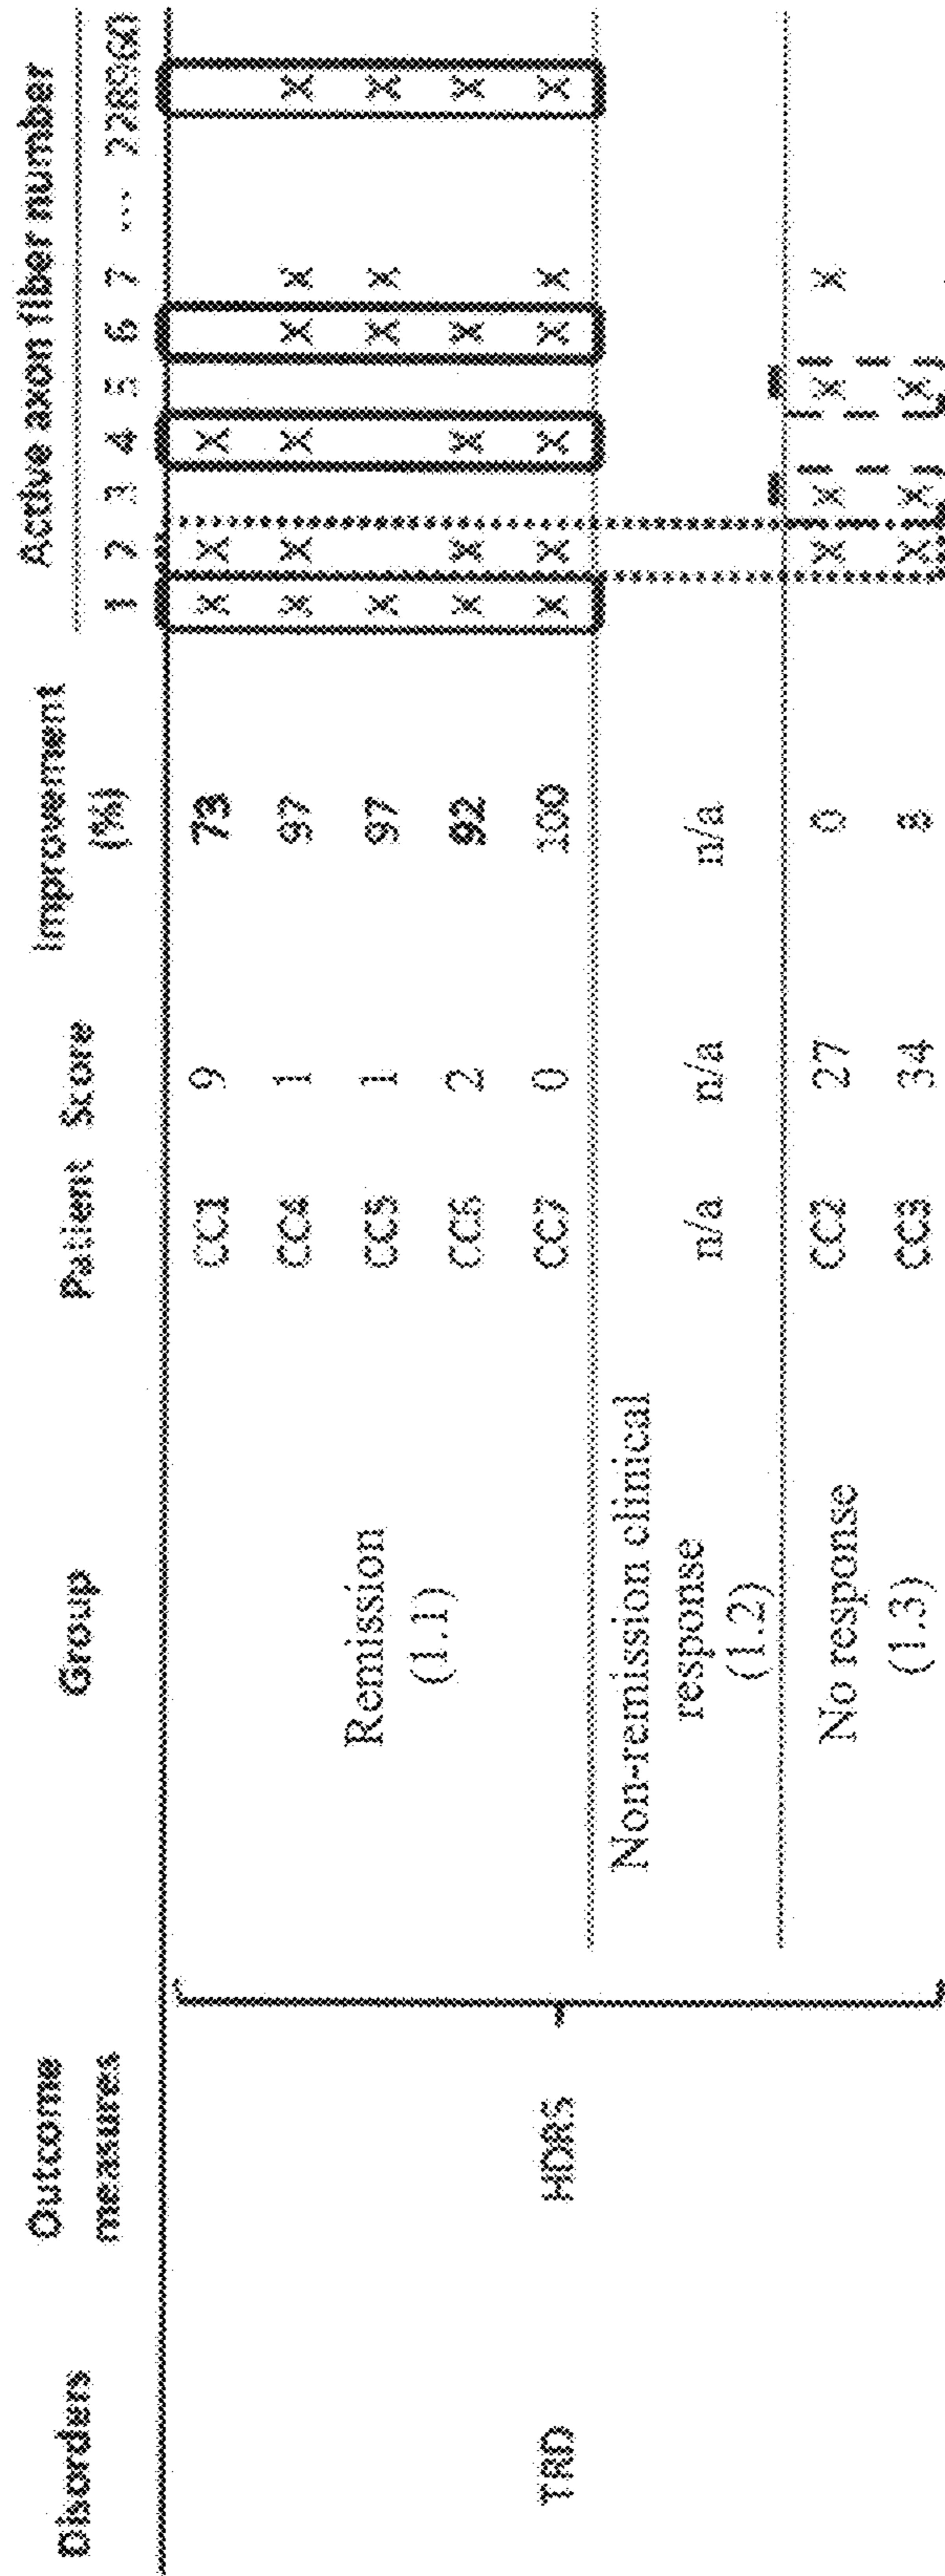 Disorders Outcome Group Patient Score Improvement Active axon fiber number
measures (%) 1 2 3 4 5 6 7 ...
CC1 9 73 X X X
CC4 1 97 X X X X X X
Remission CC5 1 97 X X X X
(1.1) CC6 2 92 X X X X X
TRD HDRS CC7 0 100 X X X X X X
Non-remission clinical
response n/a n/a n/a
(1.2)
No response CC2 27 0 X X X X
(1.3) CC3 34 8 X X X